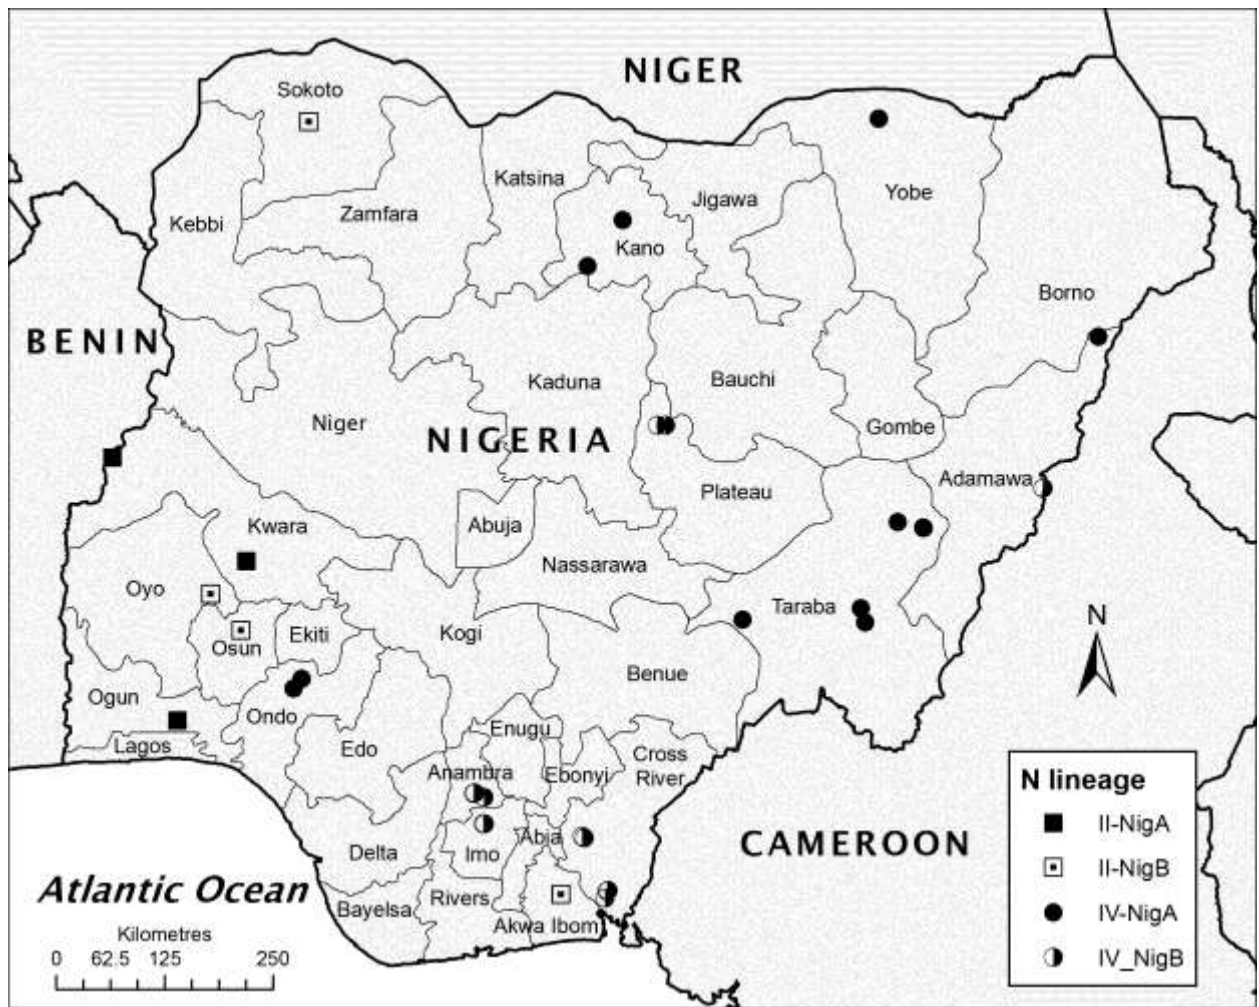 NIGER
Sokoto
Katsina
Jigawa
Yobe
Kebbi
Zamfara
Kano
Borno
BENIN
Kaduna
Bauchi
Niger
NIGERIA
Gombe
Adamawa
Plateau
Kwara
Abuja
Nassarawa
Oyo
Taraba
N
Osun
Ekiti
Kogi
Benue
Ogun
Ondo
Enugu
Lagos
Edo
Cross
River
Anambra
Ebonyi
N lineage
II-NigA
II-NigB
IV-NigA
IV_NigB
Delta
Imo
Abia
CAMEROON
Atlantic Ocean
Bayelsa
Rivers
Akwa Ibom
Kilometres
0 62.5 125 250